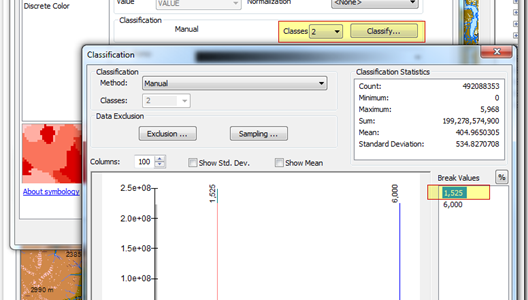 Discrete Color
Value VALUE Normalization <None>
Classification
Manual Classes 2 Classify...
Classification
Classification
Method: Manual
Classes: 2
Data Exclusion
Exclusion ... Sampling ...
Columns: 100 Show Std. Dev. Show Mean
Classification Statistics
Count: 492088353
Minimum: 0
Maximum: 5,968
Sum: 199,278,574,900
Mean: 404.9650305
Standard Deviation: 534.8270708
Break Values %
1,525
6,000
About symbology
2.5e+08
2.0e+08
1.5e+08
1.0e+08
1,525
6,000
2990 m